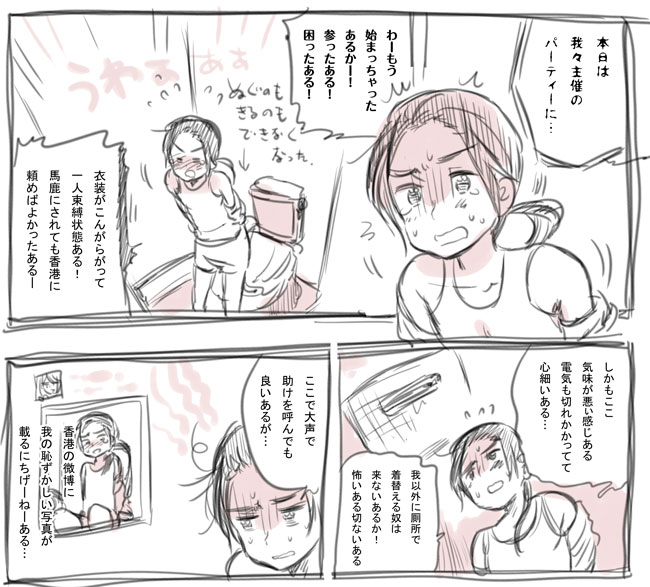 本日は
我々主催の
パーティーに…
わーもう
始まっちゃった
あるかー!
参ったある!
困ったある!
うわぁぁぁ
ぬぐのも
きるのも
できなく
なった.
衣装がこんがらがって
一人束縛状態ある!
馬鹿にされても香港に
頼めばよかったあるー
しかもここ
気味が悪い感じある
電気も切れかかってて
心細いある…
我以外に厠所で
着替える奴は
来ないあるか!
怖いある切ないある
ここで大声で
助けを呼んでも
良いあるが…
香港の微博に
我の恥ずかしい写真が
載るにちげーねーある…